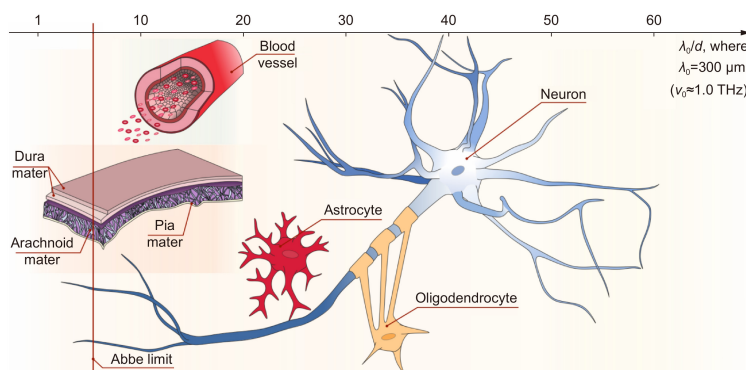 1 10 20 30 40 50 60
λ₀/d, where
λ₀=300 μm
(ν₀≈1.0 THz)
Blood
vessel
Neuron
Dura
mater
Astrocyte
Pia
mater
Arachnoid
mater
Oligodendrocyte
Abbe limit